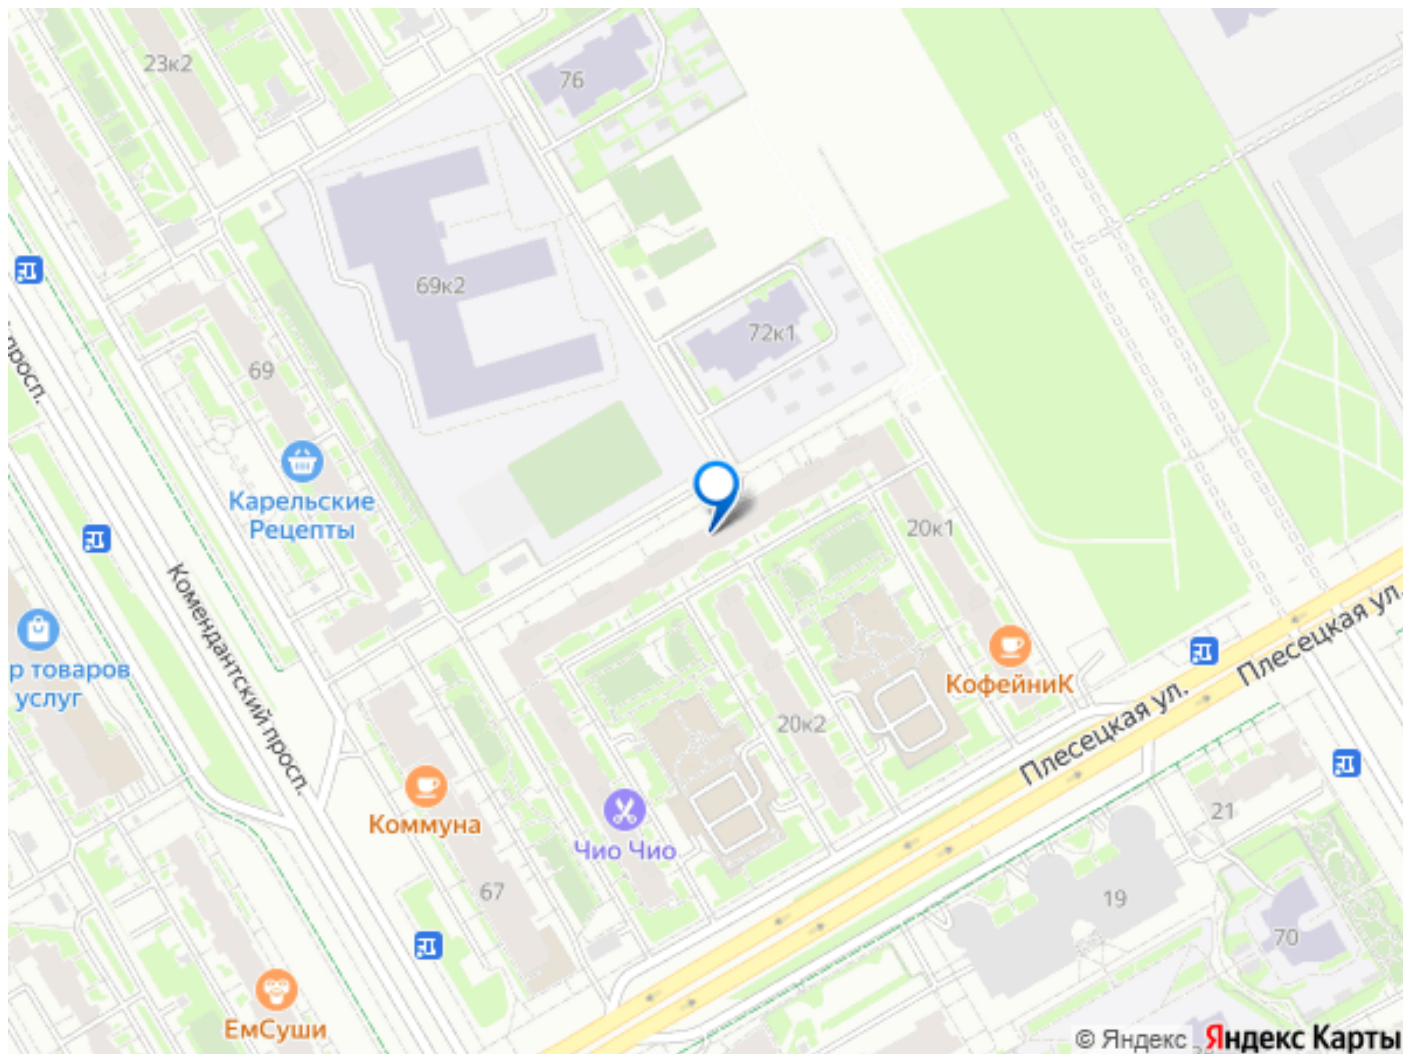 23к2
76
69к2
72к1
69
просп.
Карельские
Рецепты
20к1
Комендантский просп.
р товаров
услуг
КофейниК
Плесецкая ул.
Плесецкая ул.
20к2
Коммуна
Чио Чио
67
21
19
70
ЕмСуши
© Яндекс Яндекс Карты